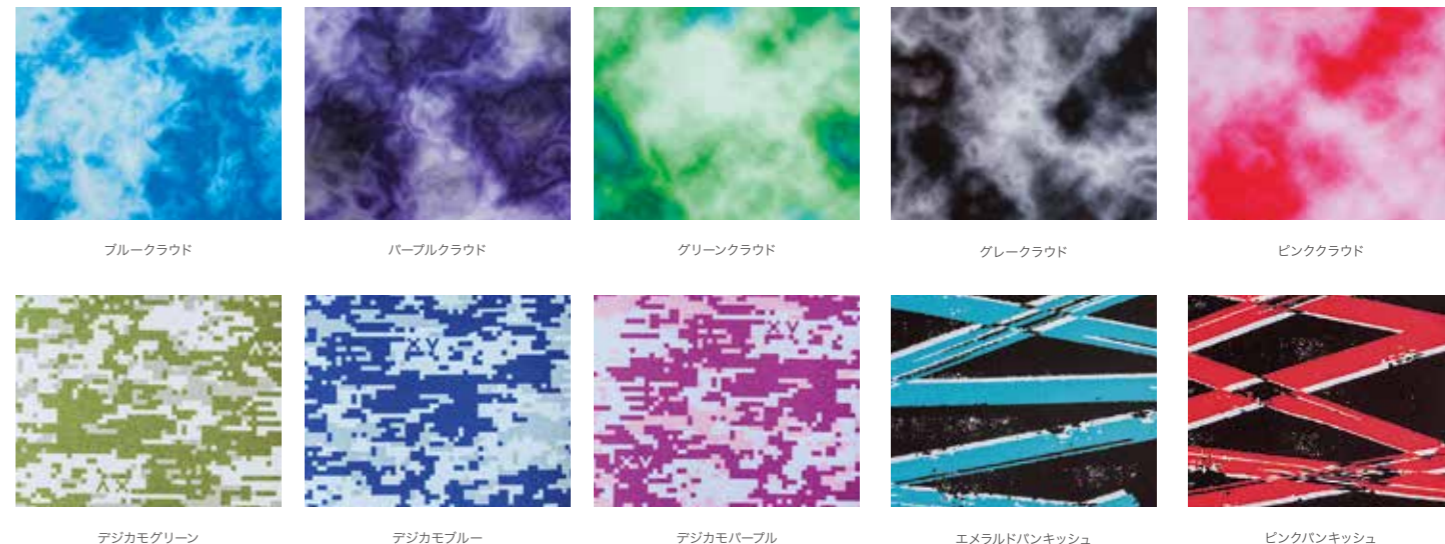 ブルークラウド
パープルクラウド
グリーンクラウド
グレークラウド
ピンククラウド
XY
XY
デジカモグリーン
デジカモブルー
デジカモパープル
エメラルドパンキッシュ
ピンクパンキッシュ